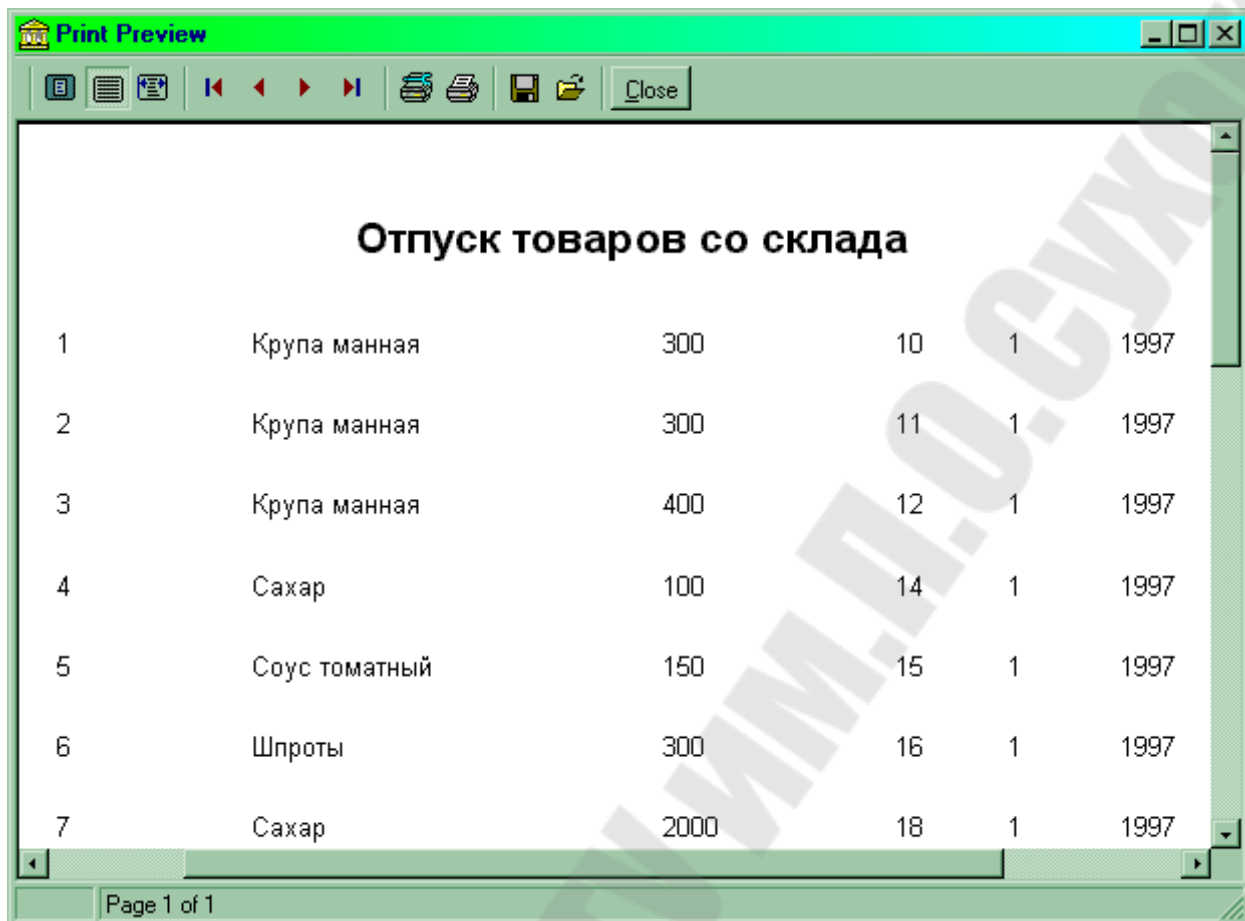 Print Preview
Close
Отпуск товаров со склада
1 Крупа манная 300 10 1 1997
2 Крупа манная 300 11 1 1997
3 Крупа манная 400 12 1 1997
4 Сахар 100 14 1 1997
5 Соус томатный 150 15 1 1997
6 Шпроты 300 16 1 1997
7 Сахар 2000 18 1 1997
Page 1 of 1
ИМ.П.О.СУХО